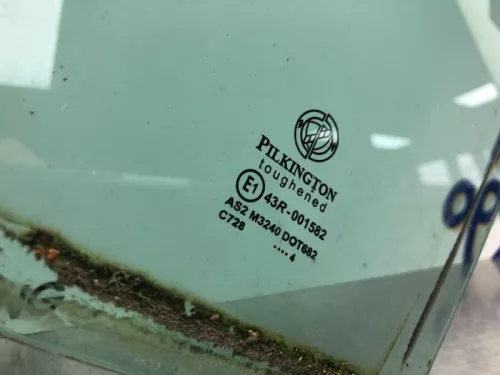 PILKINGTON
toughened
E1 43R-001582
AS2 M3240 DOT682
C728
.... 4